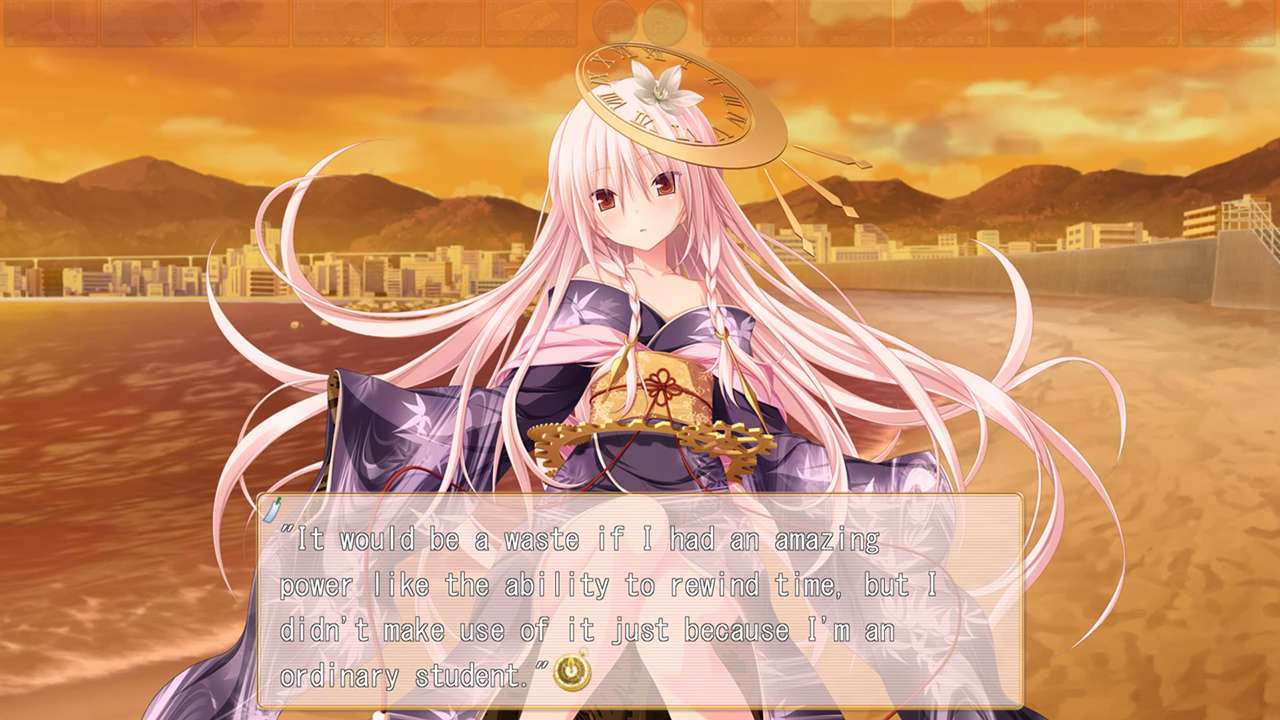 "It would be a waste if I had an amazing
power like the ability to rewind time, but I
didn't make use of it just because I'm an
ordinary student."